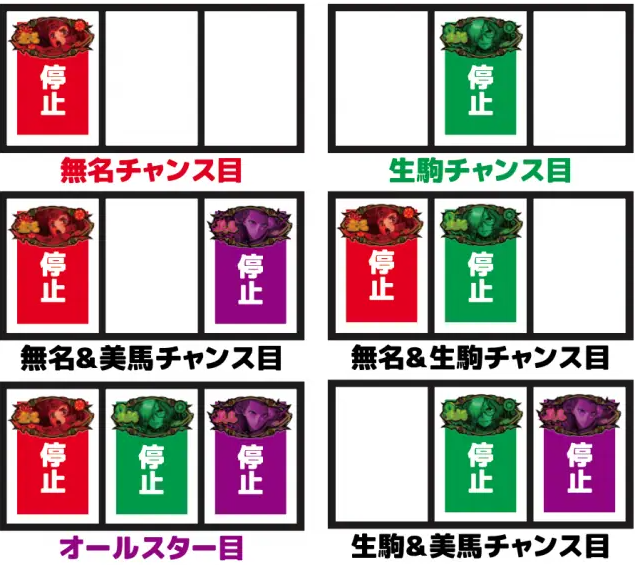 停止
無名チャンス目
停止
生駒チャンス目
停止 停止
無名&美馬チャンス目
停止 停止
無名&生駒チャンス目
停止 停止 停止
オールスター目
停止 停止
生駒&美馬チャンス目